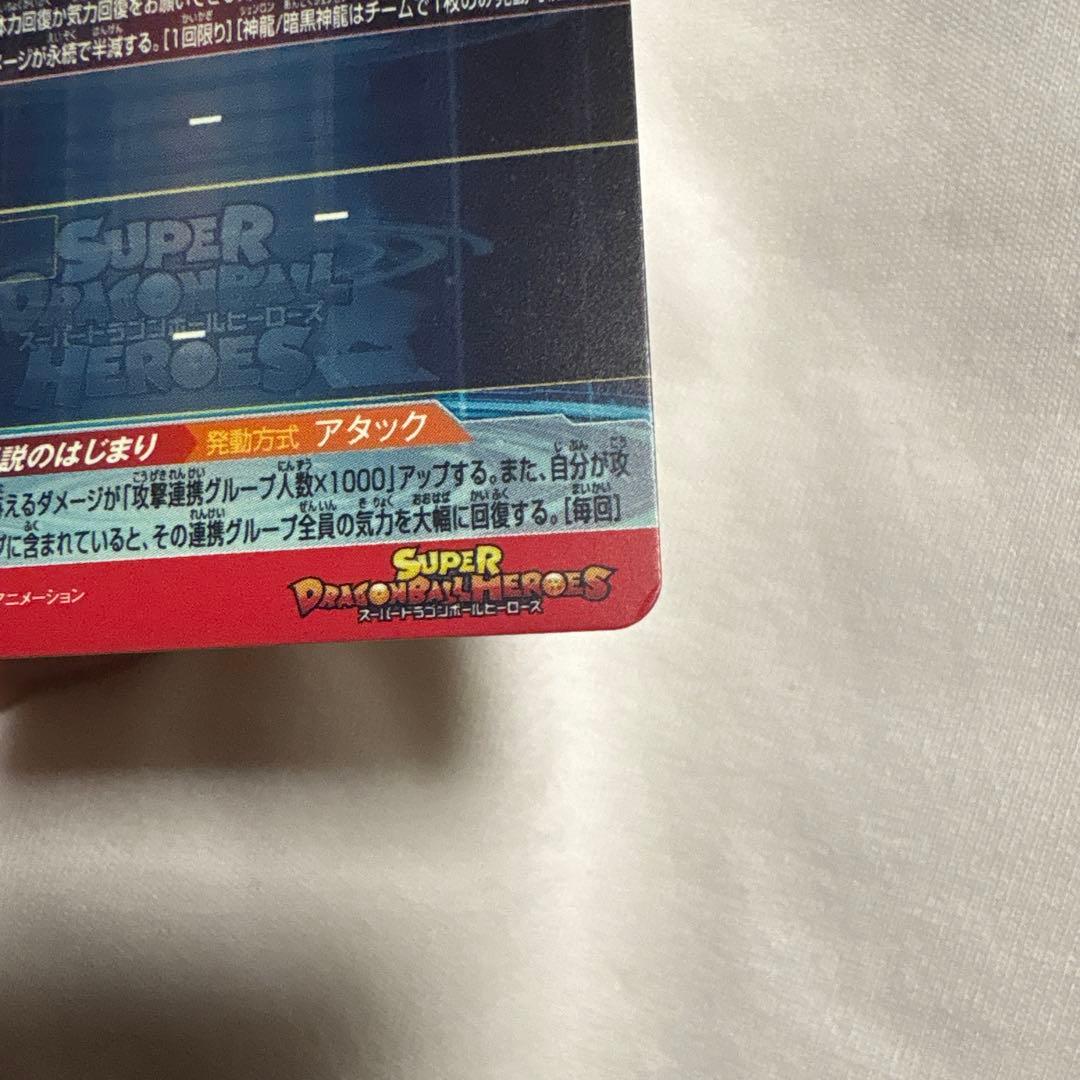 体力回復か気力回復をお願いでき
ージが永続で半減する。[1回限り][神龍/暗黒神龍はチームで1枚のみ発動
SUPER
DRAGONBALL
スーパードラゴンボールヒーローズ
HEROES
説のはじまり 発動方式 アタック
えるダメージが「攻撃連携グループ人数×1000」アップする。また、自分が攻
プに含まれていると、その連携グループ全員の気力を大幅に回復する。[毎回]
アニメーション
SUPER
DRAGONBALL HEROES
スーパードラゴンボールヒーローズ